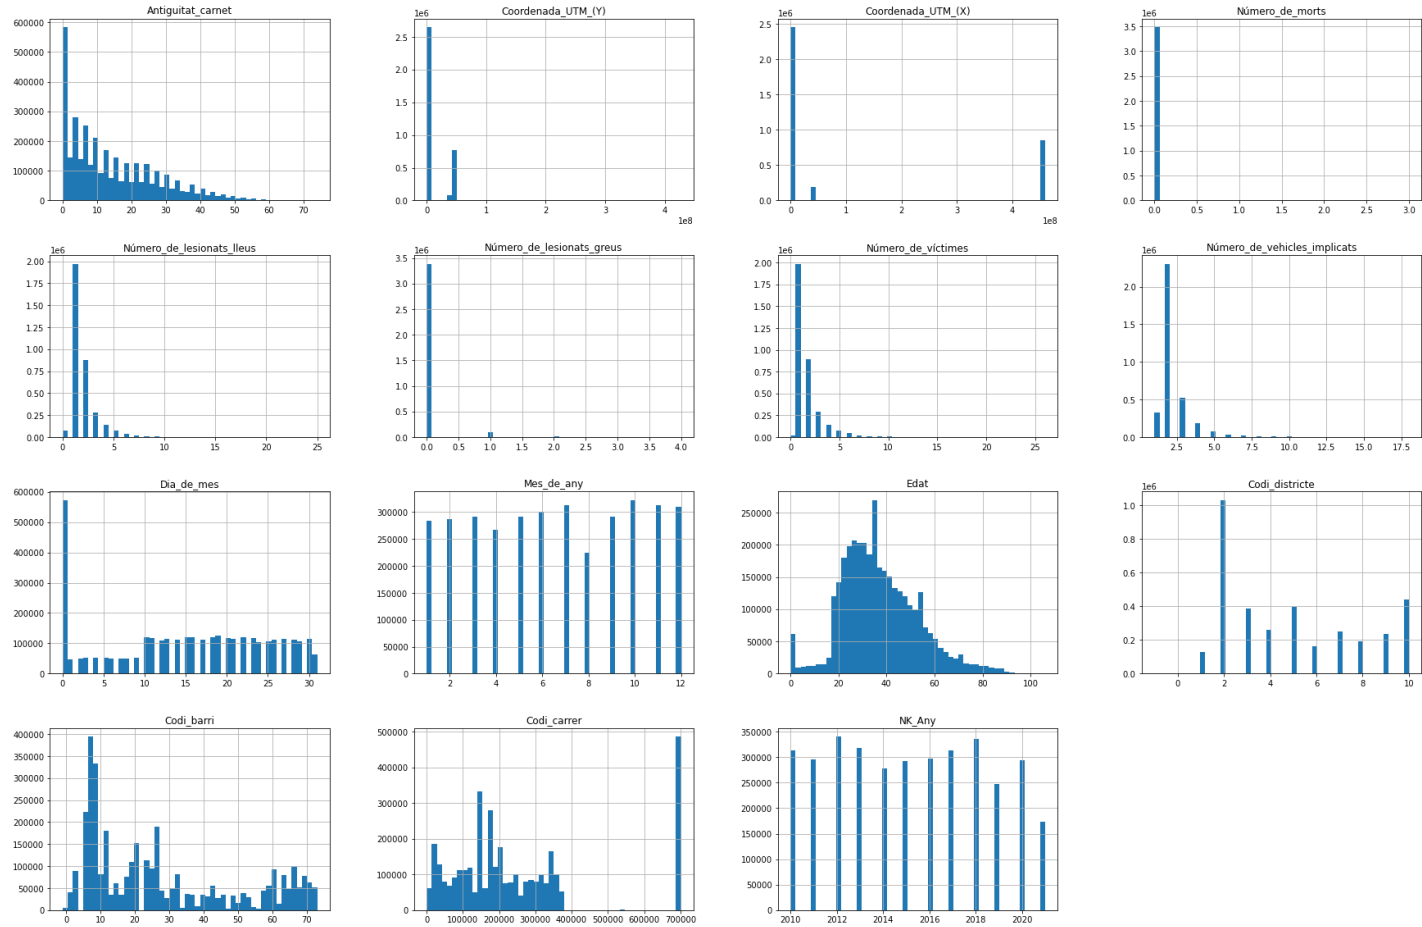 Antiguitat_carnet
600000
500000
400000
300000
200000
100000
0
0 10 20 30 40 50 60 70
Coordenada_UTM_(Y)
1e6
2.5
2.0
1.5
1.0
0.5
0.0
0 1 2 3 4
1e8
Coordenada_UTM_(X)
1e6
2.5
2.0
1.5
1.0
0.5
0.0
0 1 2 3 4
1e8
Número_de_morts
1e6
3.5
3.0
2.5
2.0
1.5
1.0
0.5
0.0
0.0 0.5 1.0 1.5 2.0 2.5 3.0
Número_de_lesionats_lleus
1e6
2.00
1.75
1.50
1.25
1.00
0.75
0.50
0.25
0.00
0 5 10 15 20 25
Número_de_lesionats_greus
1e6
3.5
3.0
2.5
2.0
1.5
1.0
0.5
0.0
0.0 0.5 1.0 1.5 2.0 2.5 3.0 3.5 4.0
Número_de_víctimes
1e6
2.00
1.75
1.50
1.25
1.00
0.75
0.50
0.25
0.00
0 5 10 15 20 25
Número_de_vehicles_implicats
1e6
2.0
1.5
1.0
0.5
0.0
2.5 5.0 7.5 10.0 12.5 15.0 17.5
Dia_de_mes
600000
500000
400000
300000
200000
100000
0
0 5 10 15 20 25 30
Mes_de_any
300000
250000
200000
150000
100000
50000
0
2 4 6 8 10 12
Edat
250000
200000
150000
100000
50000
0
0 20 40 60 80 100
Codi_districte
1e6
1.0
0.8
0.6
0.4
0.2
0.0
0 2 4 6 8 10
Codi_barri
400000
350000
300000
250000
200000
150000
100000
50000
0
0 10 20 30 40 50 60 70
Codi_carrer
500000
400000
300000
200000
100000
0
0 100000 200000 300000 400000 500000 600000 700000
NK_Any
350000
300000
250000
200000
150000
100000
50000
0
2010 2012 2014 2016 2018 2020